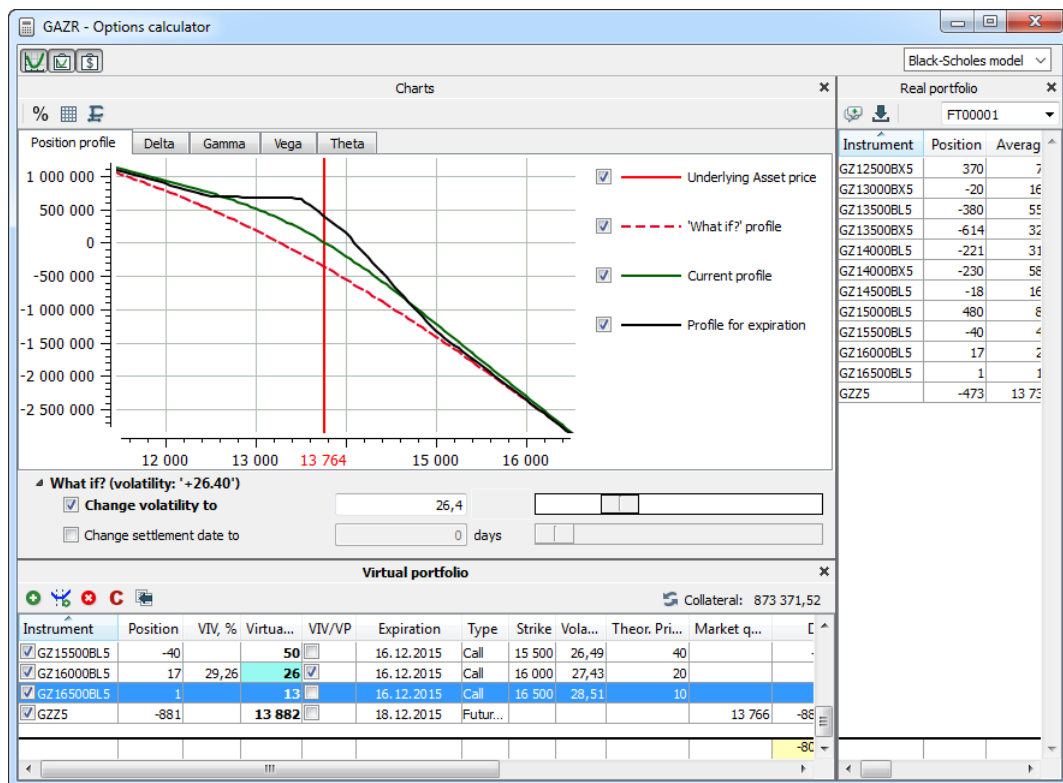 GAZR - Options calculator
Black-Scholes model
Charts
Real portfolio
%
FT00001
Position profile Delta Gamma Vega Theta
Instrument Position Averag
1 000 000
500 000
0
-500 000
-1 000 000
-1 500 000
-2 000 000
-2 500 000
12 000 13 000 13 764 15 000 16 000
Underlying Asset price
'What if?' profile
Current profile
Profile for expiration
GZ12500BX5 370 7
GZ13000BX5 -20 16
GZ13500BL5 -380 55
GZ13500BX5 -614 32
GZ14000BL5 -221 31
GZ14000BX5 -230 58
GZ14500BL5 -18 16
GZ15000BL5 480 8
GZ15500BL5 -40 4
GZ16000BL5 17 2
GZ16500BL5 1 1
GZZ5 -473 13 73
What if? (volatility: '+26.40')
Change volatility to 26,4
Change settlement date to 0 days
Virtual portfolio
C
Collateral: 873 371,52
Instrument Position VIV, % Virtua... VIV/VP Expiration Type Strike Vola... Theor. Pri... Market q...
GZ15500BL5 -40 50 16.12.2015 Call 15 500 26,49 40
GZ16000BL5 17 29,26 26 16.12.2015 Call 16 000 27,43 20
GZ16500BL5 1 13 16.12.2015 Call 16 500 28,51 10
GZZ5 -881 13 882 18.12.2015 Futur... 13 766 -88
-80